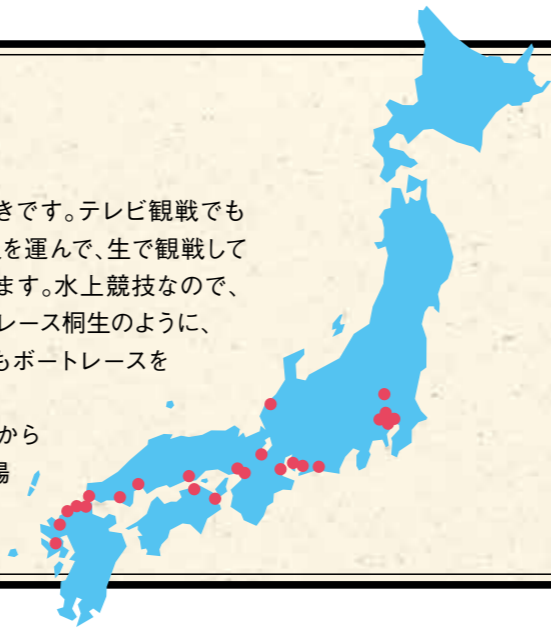 きです。テレビ観戦でも
を運んで、生で観戦して
ます。水上競技なので、
レース桐生のように、
もボートレースを
から
場